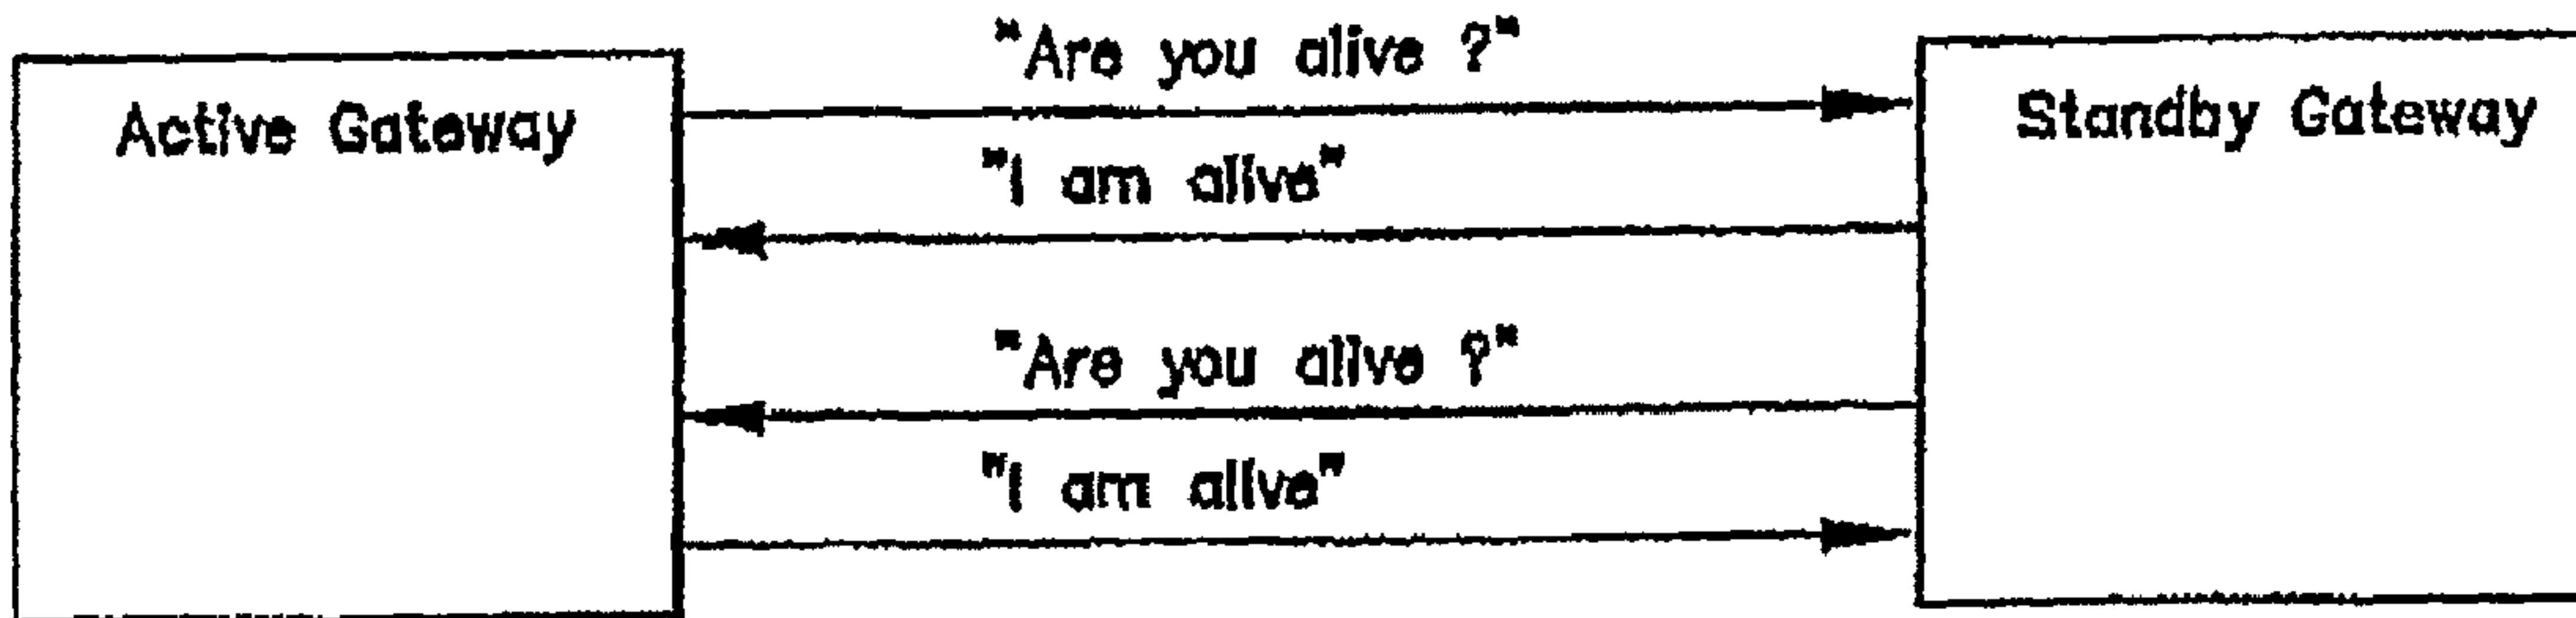 "Are you alive ?"
Active Gateway
Standby Gateway
"I am alive"
"Are you alive ?"
"I am alive"